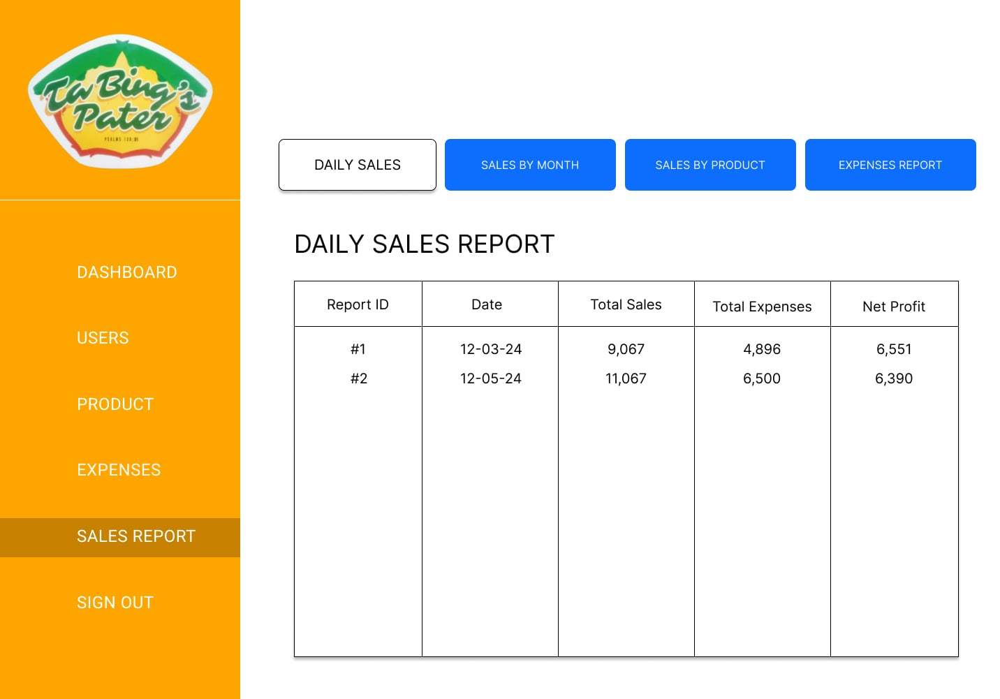 Ta Bing's
Pater
DASHBOARD
USERS
PRODUCT
EXPENSES
SALES REPORT
SIGN OUT
DAILY SALES
SALES BY MONTH
SALES BY PRODUCT
EXPENSES REPORT
DAILY SALES REPORT
Report ID Date Total Sales Total Expenses Net Profit
#1 12-03-24 9,067 4,896 6,551
#2 12-05-24 11,067 6,500 6,390